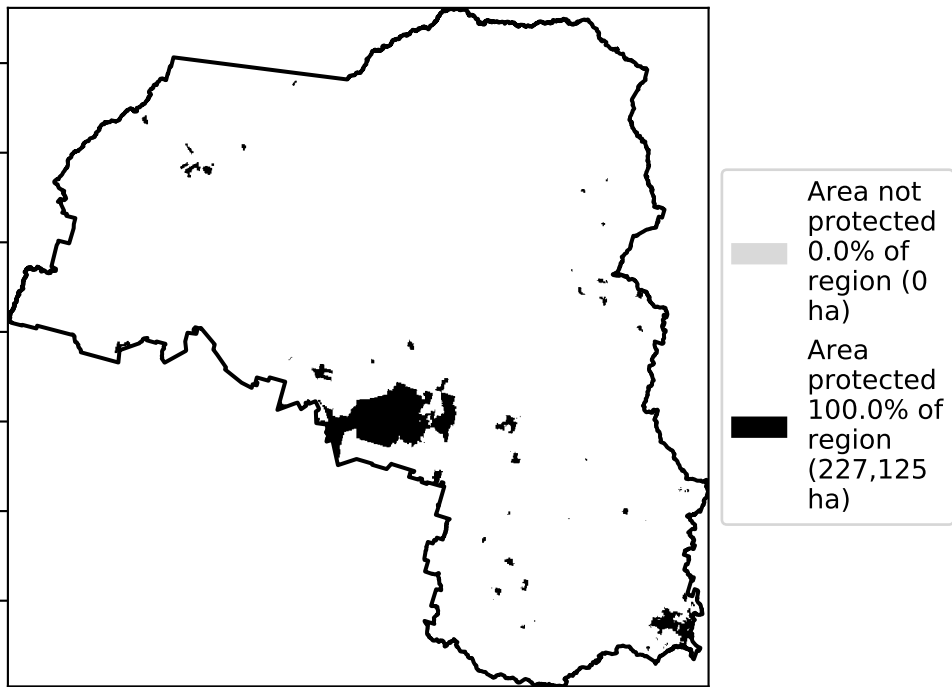 Area not
protected
0.0% of
region (0
ha)
Area
protected
100.0% of
region
(227,125
ha)